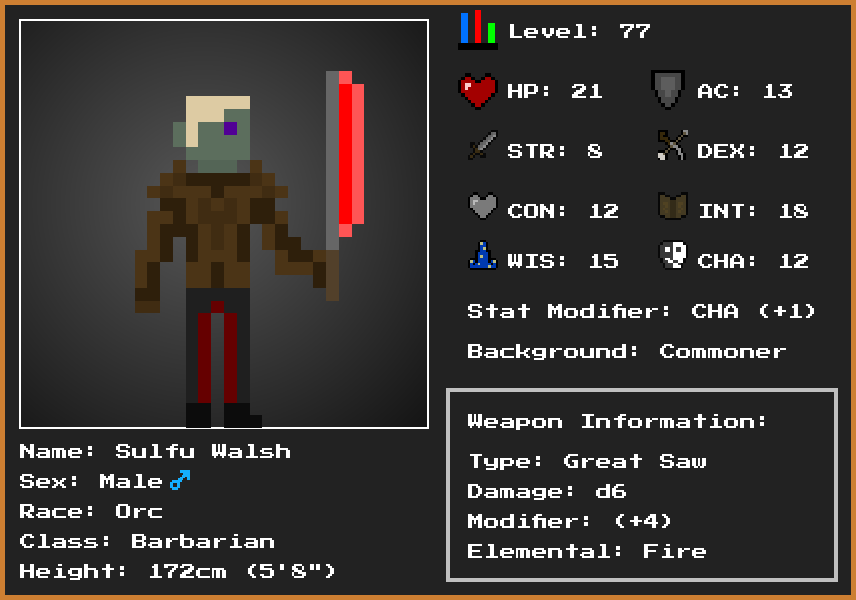 Level: 77
HP: 21 AC: 13
STR: 8 DEX: 12
CON: 12 INT: 18
WIS: 15 CHA: 12
Stat Modifier: CHA (+1)
Background: Commoner
Weapon Information:
Type: Great Saw
Damage: d6
Modifier: (+4)
Elemental: Fire
Name: Sulfu Walsh
Sex: Male ♂
Race: Orc
Class: Barbarian
Height: 172cm (5'8")